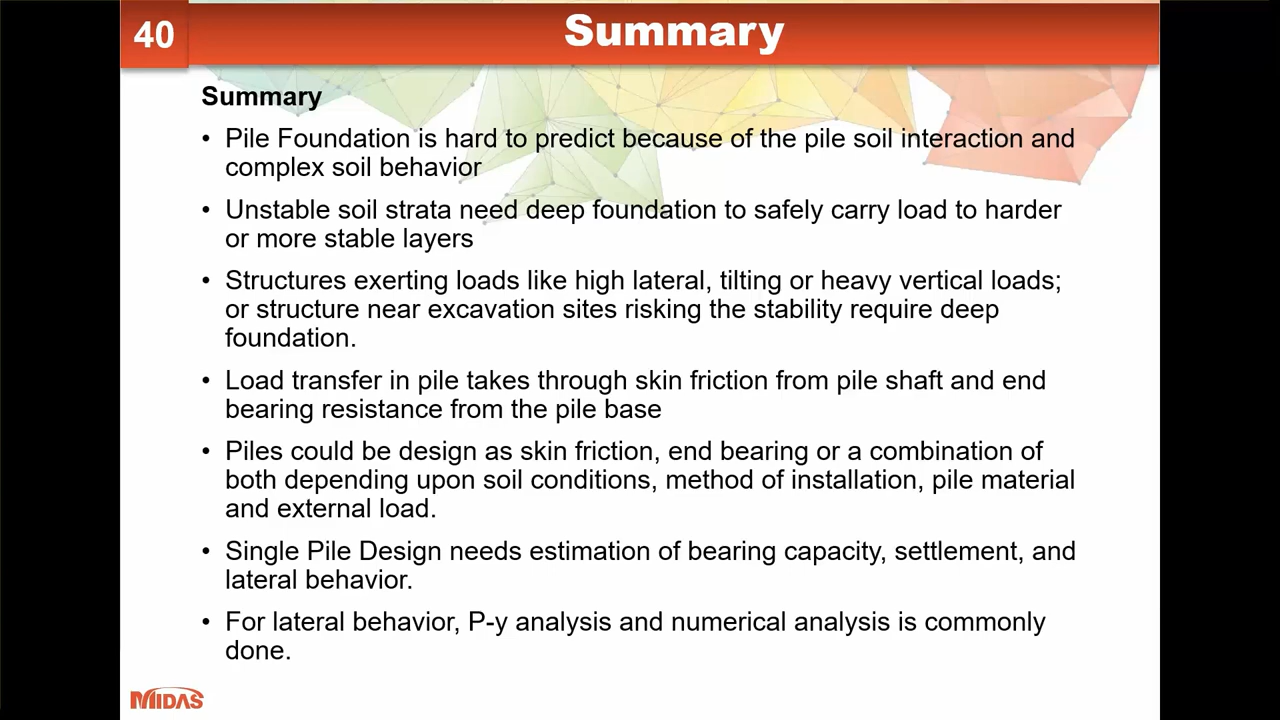 40
Summary
Summary
• Pile Foundation is hard to predict because of the pile soil interaction and
complex soil behavior
• Unstable soil strata need deep foundation to safely carry load to harder
or more stable layers
• Structures exerting loads like high lateral, tilting or heavy vertical loads;
or structure near excavation sites risking the stability require deep
foundation.
• Load transfer in pile takes through skin friction from pile shaft and end
bearing resistance from the pile base
• Piles could be design as skin friction, end bearing or a combination of
both depending upon soil conditions, method of installation, pile material
and external load.
• Single Pile Design needs estimation of bearing capacity, settlement, and
lateral behavior.
• For lateral behavior, P-y analysis and numerical analysis is commonly
done.
MIDAS